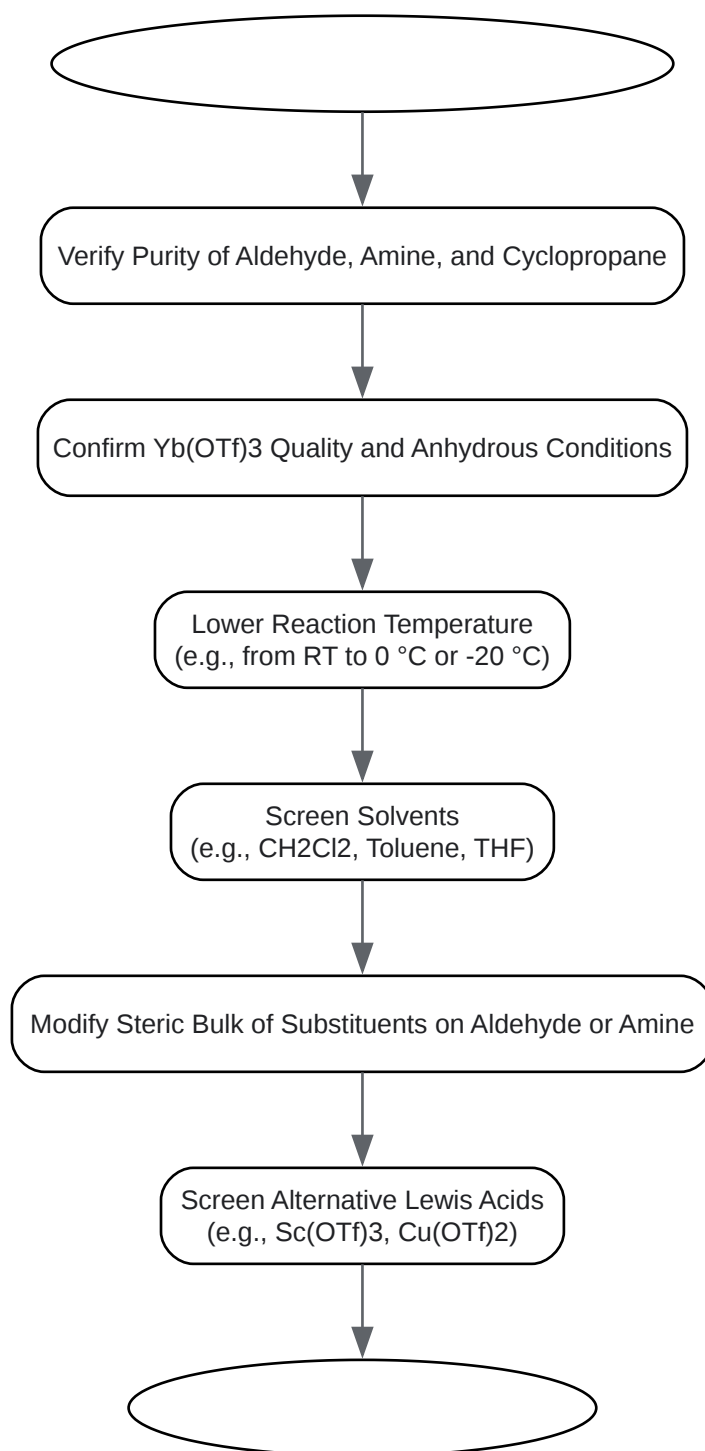 Verify Purity of Aldehyde, Amine, and Cyclopropane
Confirm Yb(OTf)3 Quality and Anhydrous Conditions
Lower Reaction Temperature
(e.g., from RT to 0 °C or -20 °C)
Screen Solvents
(e.g., CH2Cl2, Toluene, THF)
Modify Steric Bulk of Substituents on Aldehyde or Amine
Screen Alternative Lewis Acids
(e.g., Sc(OTf)3, Cu(OTf)2)